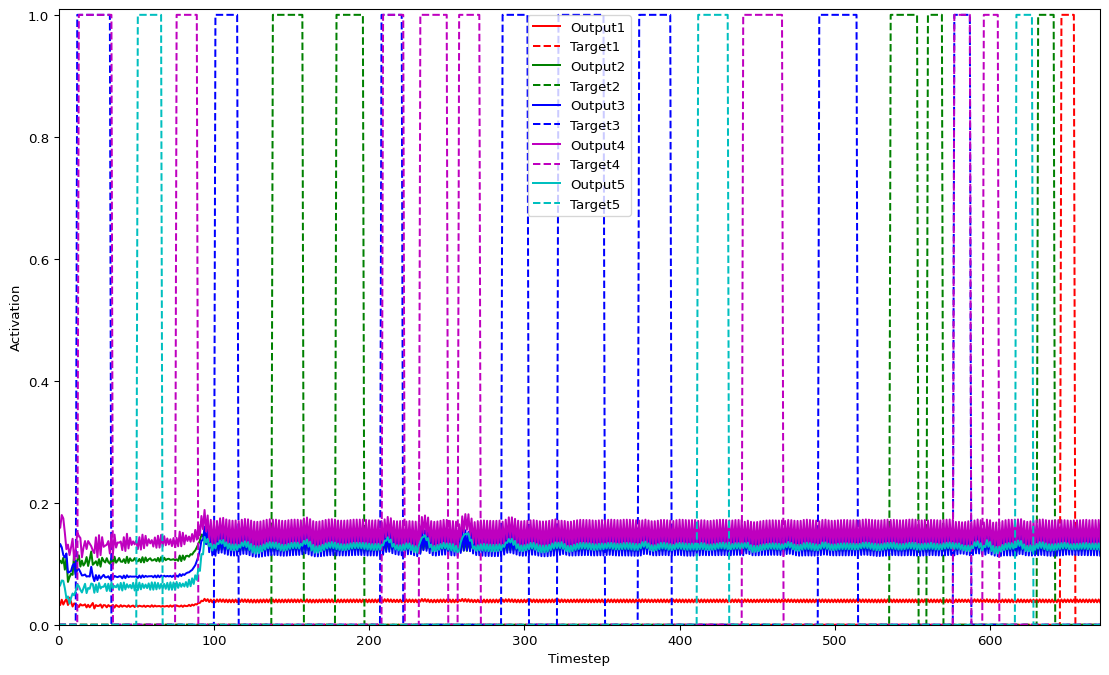 1.0
0.8
0.6
0.4
0.2
0.0
Activation
Output1
Target1
Output2
Target2
Output3
Target3
Output4
Target4
Output5
Target5
0 100 200 300 400 500 600
Timestep